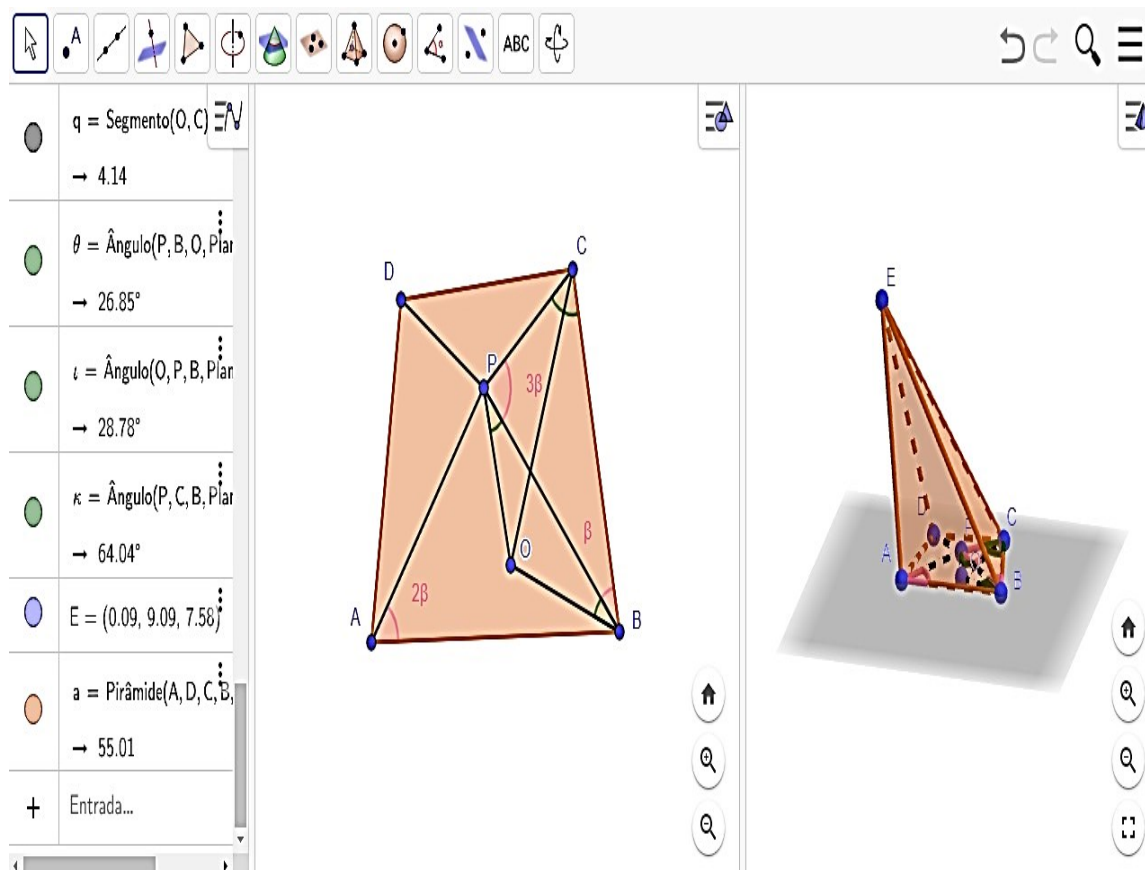 A
ABC
q = Segmento(O, C)
→ 4.14
θ = Ângulo(P, B, O, Plan
→ 26.85°
ι = Ângulo(O, P, B, Plan
→ 28.78°
κ = Ângulo(P, C, B, Plan
→ 64.04°
E = (0.09, 9.09, 7.58)
a = Pirâmide(A, D, C, B,
→ 55.01
+ Entrada...
C
D
P
3β
O
β
2β
A
B
E
D
C
A
B